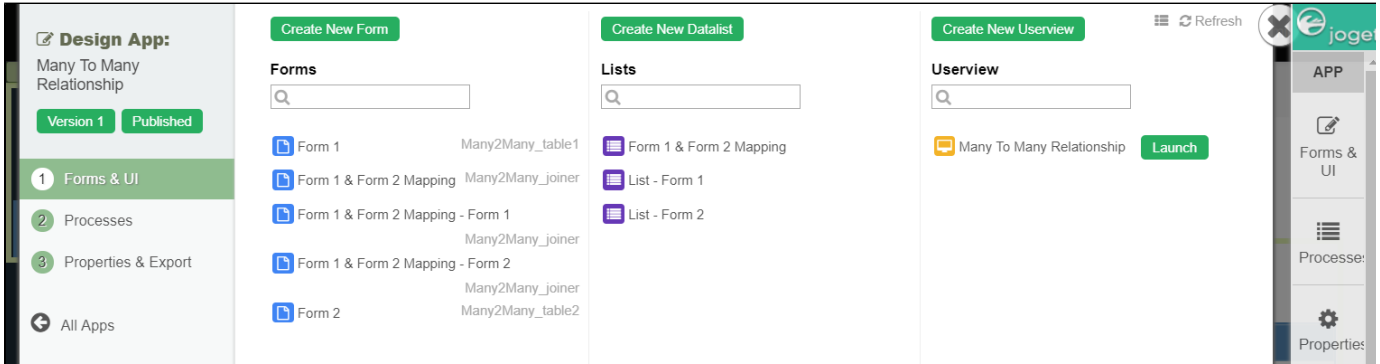 Design App:
Many To Many
Relationship
Version 1 Published
1 Forms & UI
2 Processes
3 Properties & Export
All Apps
Create New Form
Forms
Form 1 Many2Many_table1
Form 1 & Form 2 Mapping Many2Many_joiner
Form 1 & Form 2 Mapping - Form 1
Many2Many_joiner
Form 1 & Form 2 Mapping - Form 2
Many2Many_joiner
Form 2 Many2Many_table2
Create New Datalist
Lists
Form 1 & Form 2 Mapping
List - Form 1
List - Form 2
Create New Userview
Refresh
Userview
Many To Many Relationship Launch
joget
APP
Forms &
UI
Processes
Properties